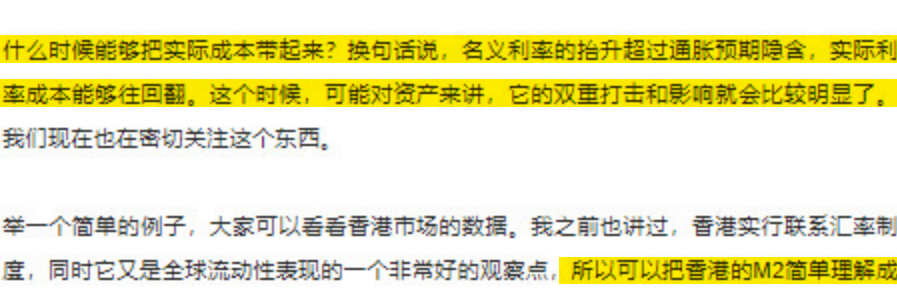 什么时候能够把实际成本带起来？换句话说，名义利率的抬升超过通胀预期隐含，实际利
率成本能够往回翻。这个时候，可能对资产来讲，它的双重打击和影响就会比较明显了。
我们现在也在密切关注这个东西。
举一个简单的例子，大家可以看看香港市场的数据。我之前也讲过，香港实行联系汇率制
度，同时它又是全球流动性表现的一个非常好的观察点，所以可以把香港的M2简单理解成